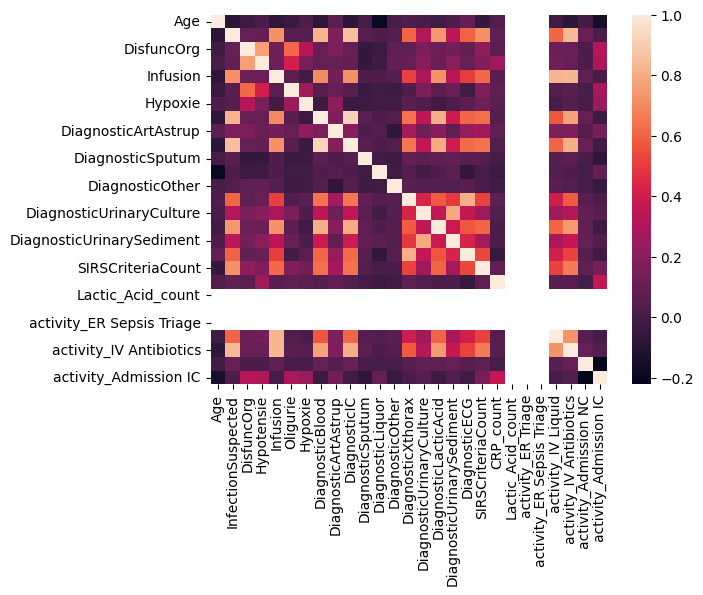 Age
DisfuncOrg
Infusion
Hypoxie
DiagnosticArtAstrup
DiagnosticSputum
DiagnosticOther
DiagnosticUrinaryCulture
DiagnosticUrinarySediment
SIRSCriteriaCount
Lactic_Acid_count
activity_ER Sepsis Triage
activity_IV Antibiotics
activity_Admission IC
Age
InfectionSuspected
DisfuncOrg
Hypotensie
Infusion
Oligurie
Hypoxie
DiagnosticBlood
DiagnosticArtAstrup
DiagnosticIC
DiagnosticSputum
DiagnosticLiquor
DiagnosticOther
DiagnosticXthorax
DiagnosticUrinaryCulture
DiagnosticLacticAcid
DiagnosticUrinarySediment
DiagnosticECG
SIRSCriteriaCount
CRP_count
Lactic_Acid_count
activity_ER Triage
activity_ER Sepsis Triage
activity_IV Liquid
activity_IV Antibiotics
activity_Admission NC
activity_Admission IC
1.0
0.8
0.6
0.4
0.2
0.0
−0.2